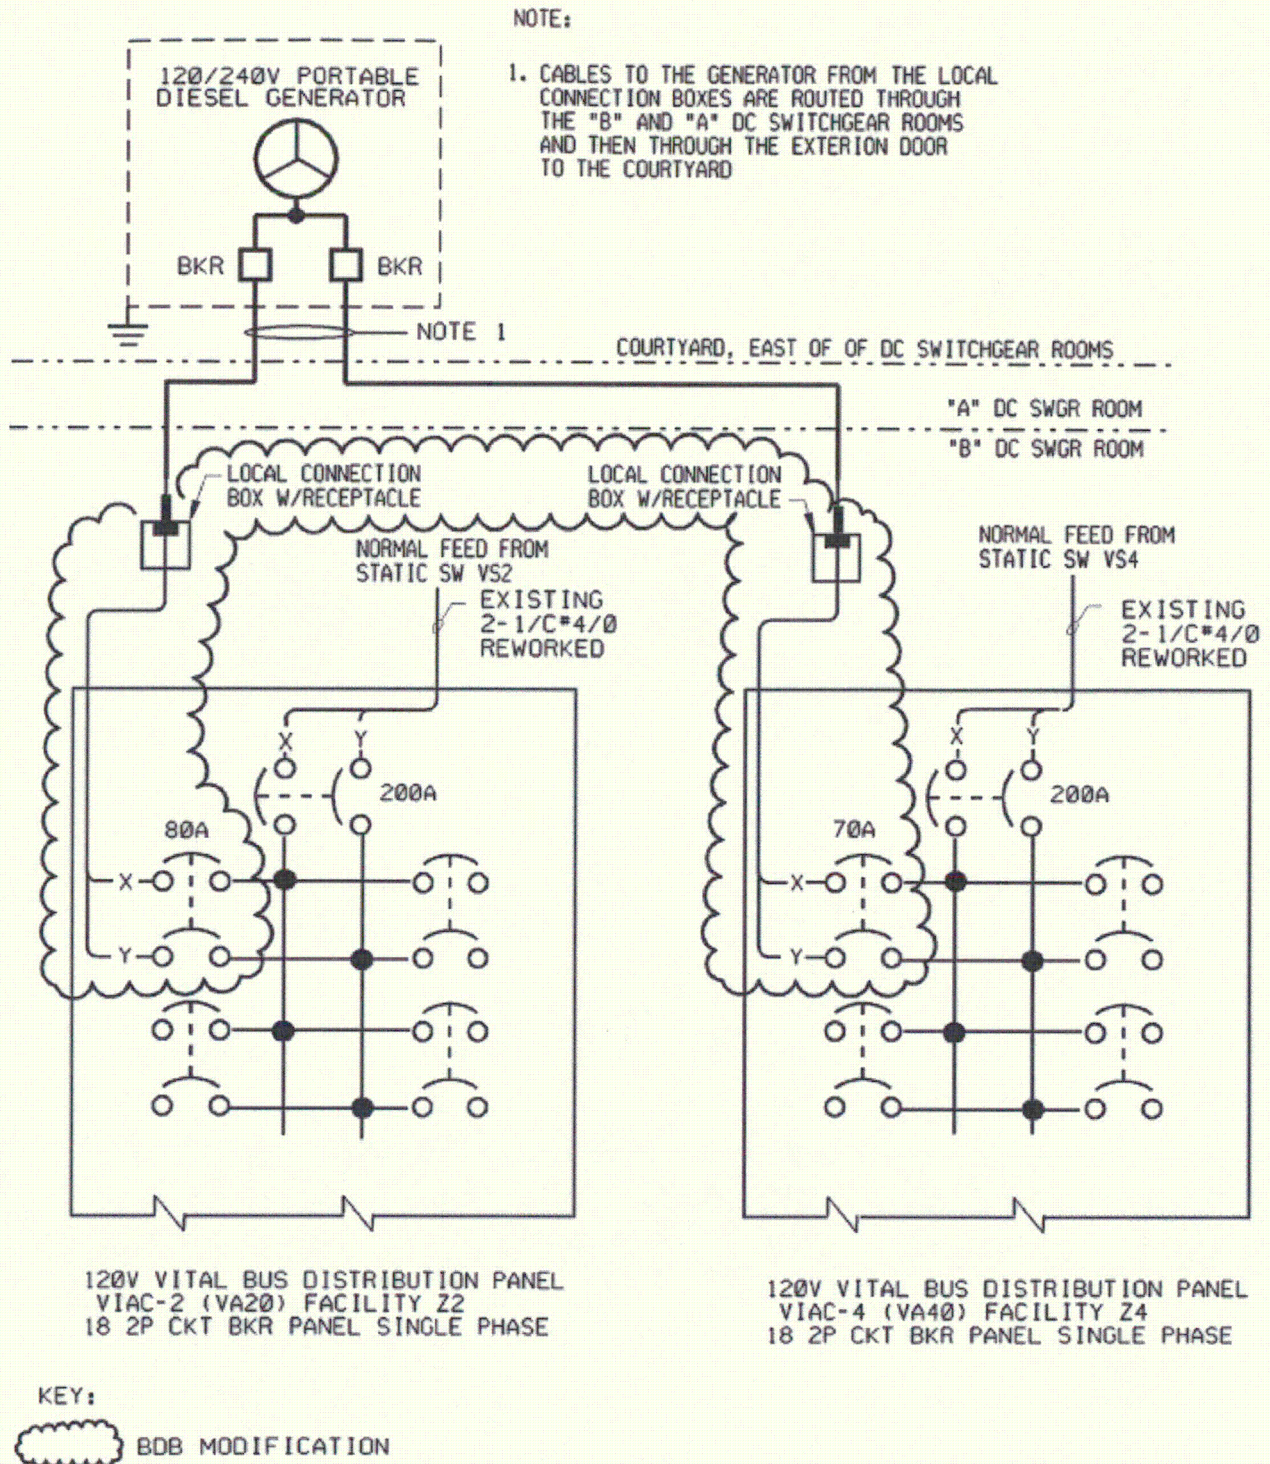 NOTE:
120/240V PORTABLE
DIESEL GENERATOR
1. CABLES TO THE GENERATOR FROM THE LOCAL
CONNECTION BOXES ARE ROUTED THROUGH
THE "B" AND "A" DC SWITCHGEAR ROOMS
AND THEN THROUGH THE EXTERION DOOR
TO THE COURTYARD
BKR
BKR
NOTE 1
COURTYARD, EAST OF OF DC SWITCHGEAR ROOMS
"A" DC SWGR ROOM
"B" DC SWGR ROOM
LOCAL CONNECTION
BOX W/RECEPTACLE
LOCAL CONNECTION
BOX W/RECEPTACLE
NORMAL FEED FROM
STATIC SW VS2
EXISTING
2-1/C#4/0
REWORKED
NORMAL FEED FROM
STATIC SW VS4
EXISTING
2-1/C#4/0
REWORKED
X
Y
200A
80A
X
Y
X
Y
200A
70A
X
Y
120V VITAL BUS DISTRIBUTION PANEL
VIAC-2 (VA20) FACILITY Z2
18 2P CKT BKR PANEL SINGLE PHASE
120V VITAL BUS DISTRIBUTION PANEL
VIAC-4 (VA40) FACILITY Z4
18 2P CKT BKR PANEL SINGLE PHASE
KEY:
BDB MODIFICATION